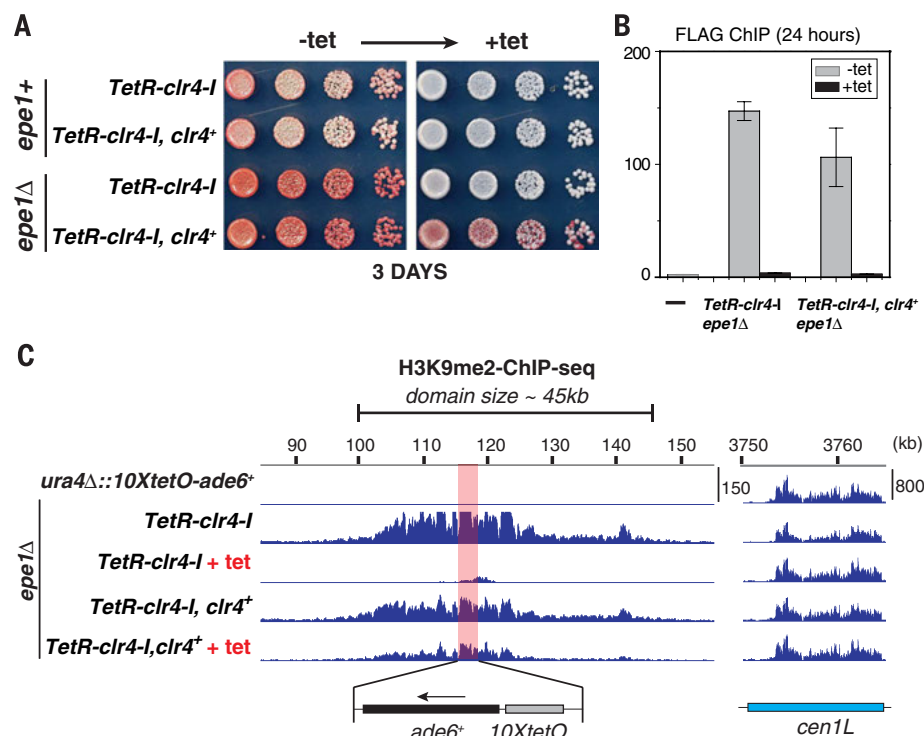 A
-tet
+tet
epe1+
TetR-clr4-I
TetR-clr4-I, clr4⁺
epe1Δ
TetR-clr4-I
TetR-clr4-I, clr4⁺
3 DAYS
B
FLAG ChIP (24 hours)
200
100
0
-tet
+tet
TetR-clr4-I
epe1Δ
TetR-clr4-I, clr4⁺
epe1Δ
C
H3K9me2-ChIP-seq
domain size ~ 45kb
90 100 110 120 130 140 150 3750 3760 (kb)
ura4Δ::10XtetO-ade6⁺
150
800
epe1Δ
TetR-clr4-I
TetR-clr4-I + tet
TetR-clr4-I, clr4⁺
TetR-clr4-I,clr4⁺ + tet
ade6⁺ 10XtetO
cen1L